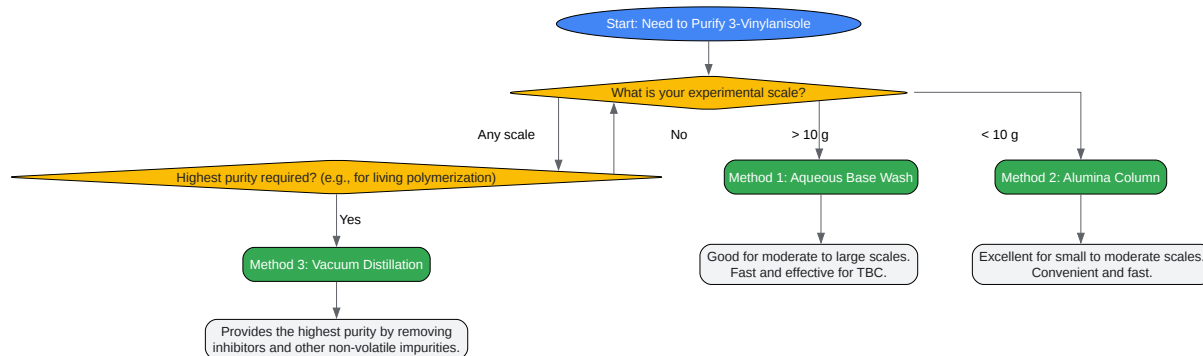 Start: Need to Purify 3-Vinylanisole
What is your experimental scale?
Any scale
No
> 10 g
< 10 g
Highest purity required? (e.g., for living polymerization)
Method 1: Aqueous Base Wash
Method 2: Alumina Column
Yes
Method 3: Vacuum Distillation
Good for moderate to large scales.
Fast and effective for TBC.
Excellent for small to moderate scales.
Convenient and fast.
Provides the highest purity by removing
inhibitors and other non-volatile impurities.